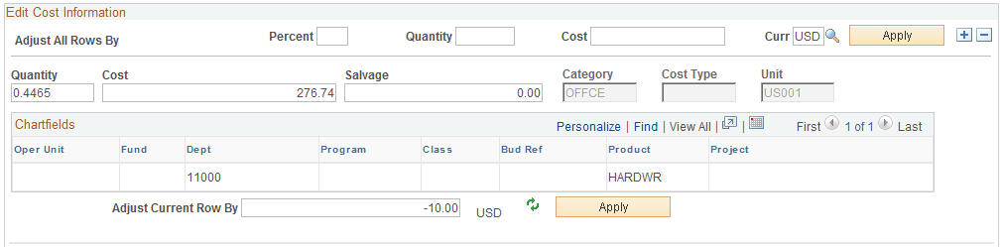 Edit Cost Information
Adjust All Rows By Percent Quantity Cost Curr USD Apply
Quantity Cost Salvage Category Cost Type Unit
0.4465 276.74 0.00 OFFCE US001
Chartfields Personalize | Find | View All | | First 1 of 1 Last
Oper Unit Fund Dept Program Class Bud Ref Product Project
11000 HARDWR
Adjust Current Row By -10.00 USD Apply